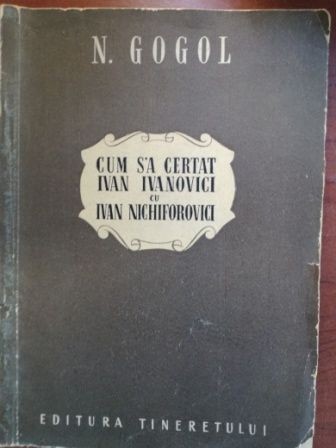 N. GOGOL
CUM S'A CERTAT
IVAN IVANOVICI
CU
IVAN NICHIFOROVICI
EDITURA TINERETULUI